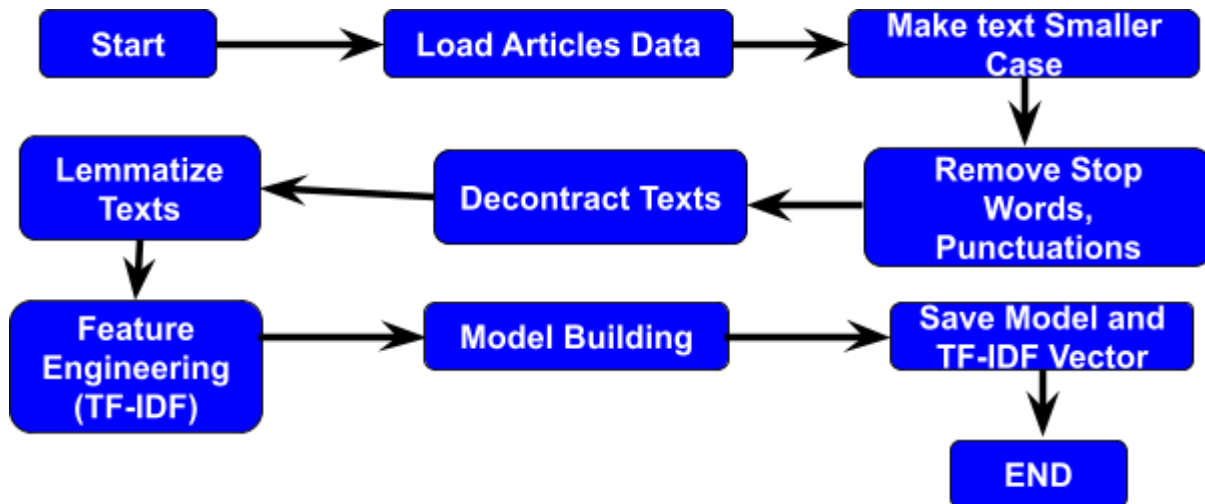 Start
Load Articles Data
Make text Smaller
Case
Remove Stop
Words,
Punctuations
Decontract Texts
Lemmatize
Texts
Feature
Engineering
(TF-IDF)
Model Building
Save Model and
TF-IDF Vector
END